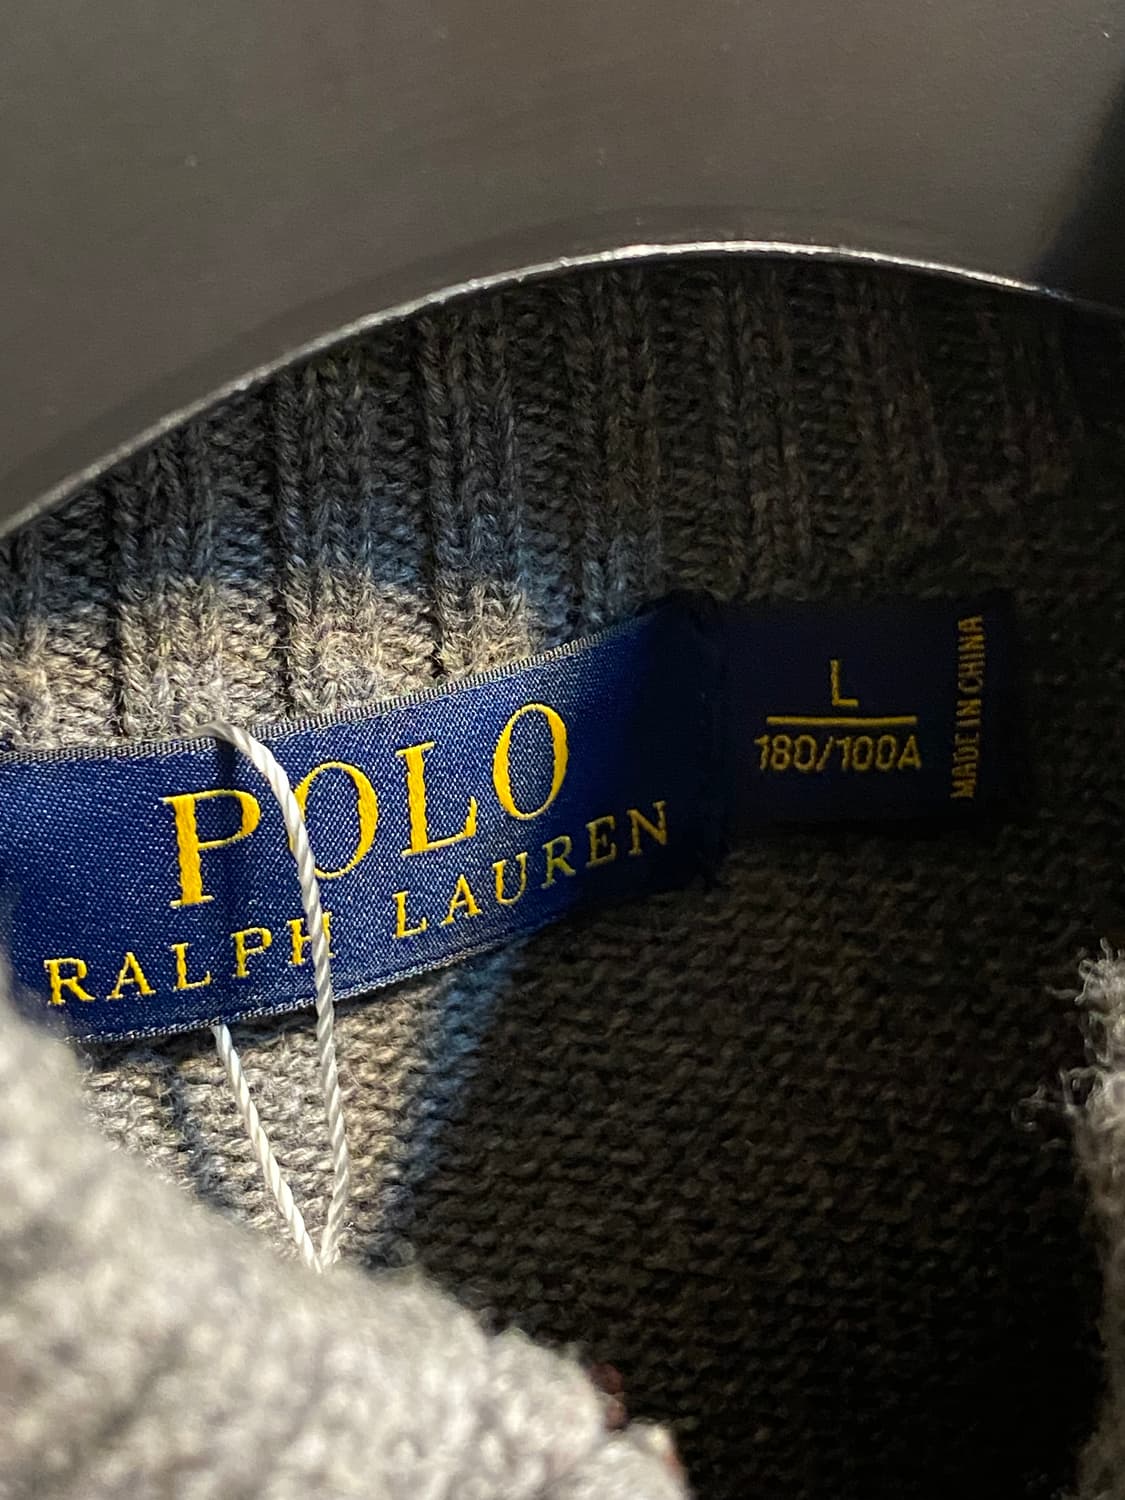 POLO
RALPH LAUREN
L
180/100A
MADE IN CHINA